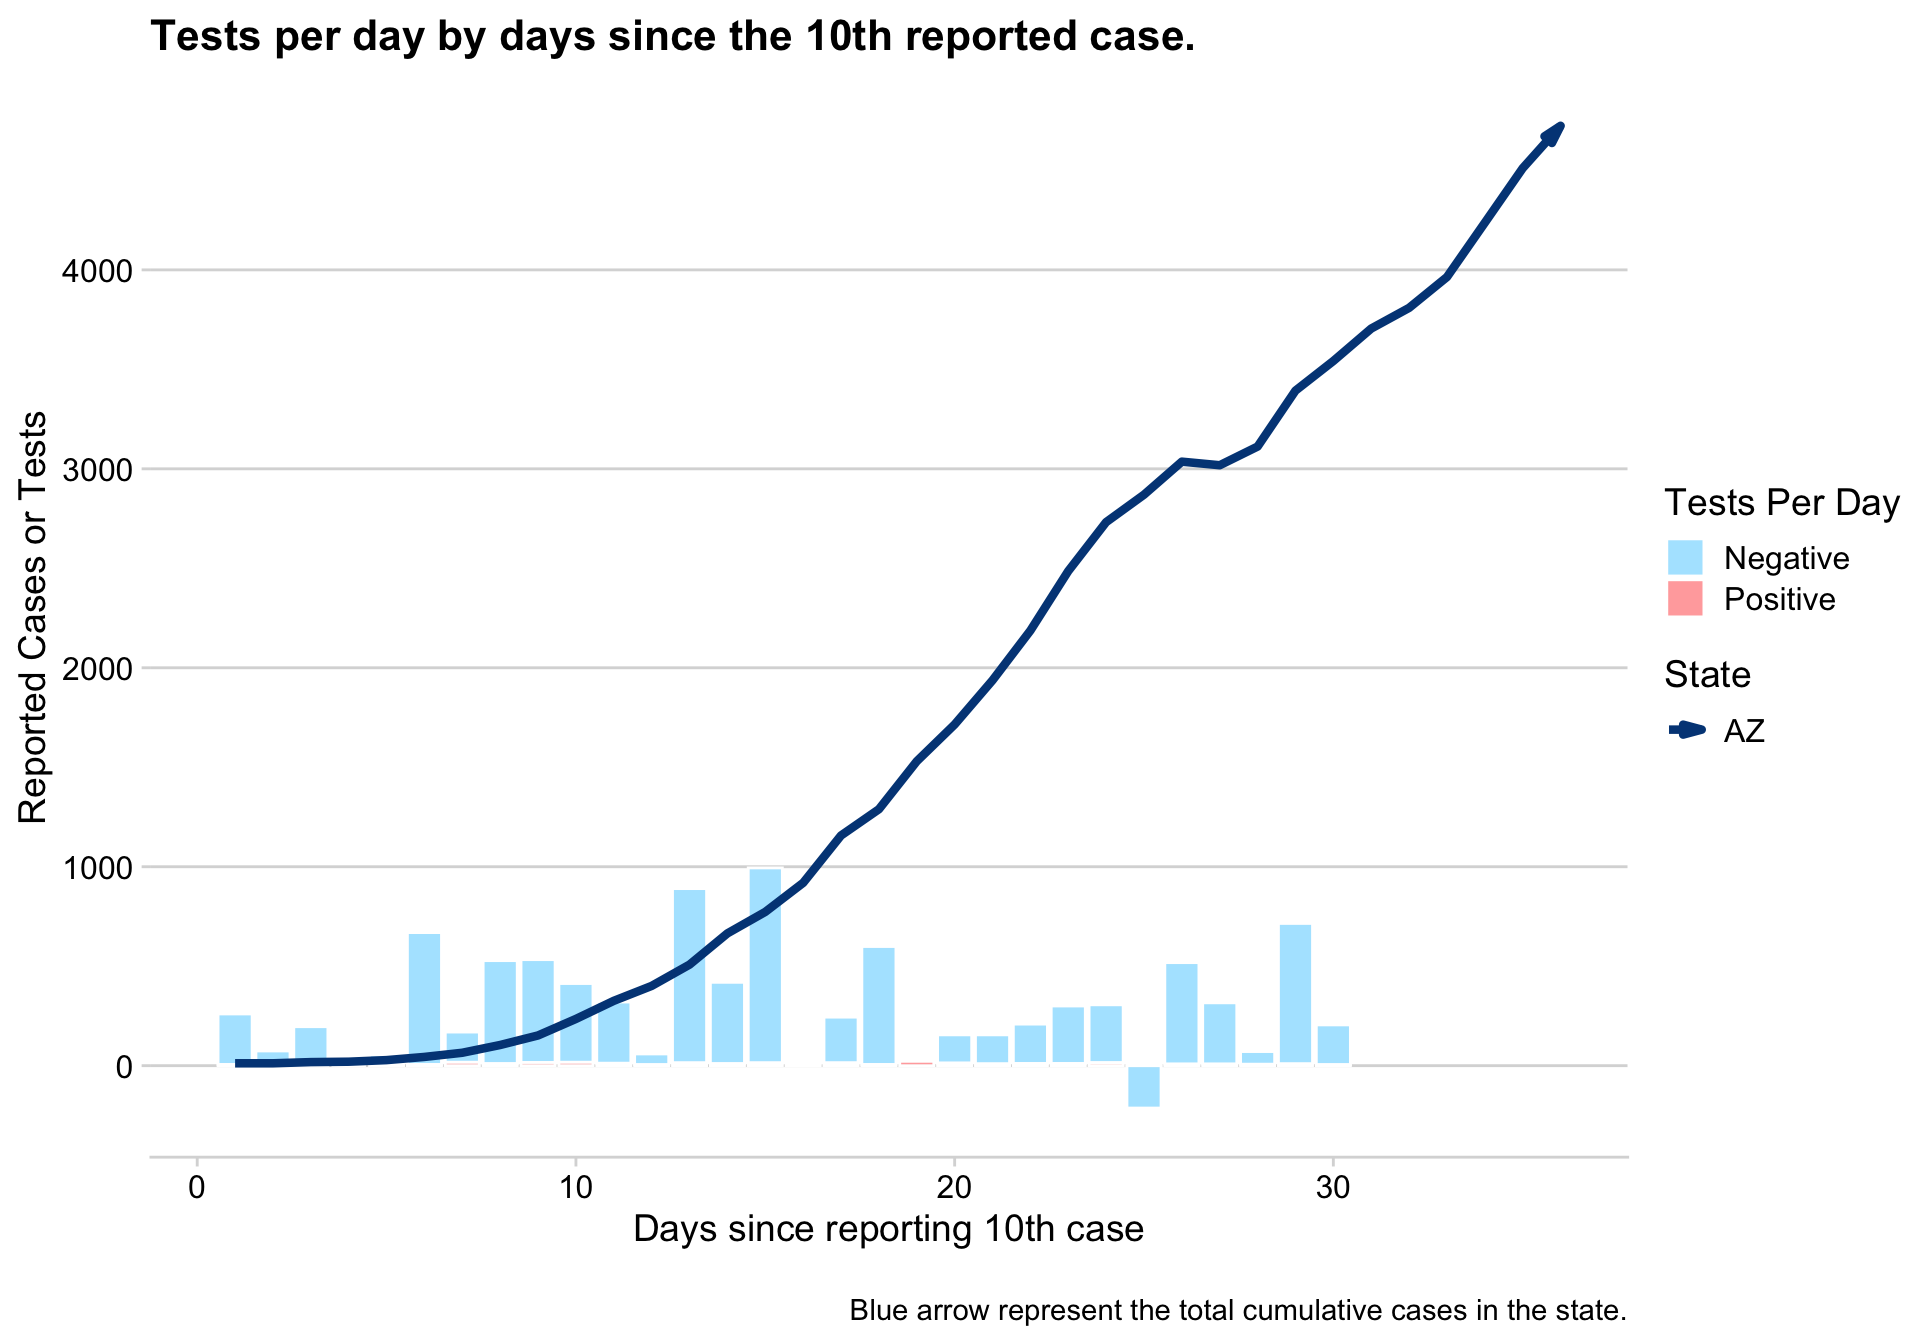 Tests per day by days since the 10th reported case.
Reported Cases or Tests
4000
3000
2000
1000
0
0
10
20
30
Days since reporting 10th case
Tests Per Day
Negative
Positive
State
AZ
Blue arrow represent the total cumulative cases in the state.